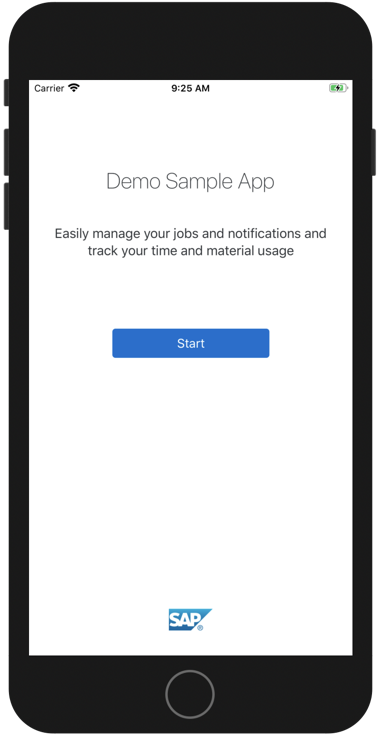 Carrier 9:25 AM
Demo Sample App
Easily manage your jobs and notifications and
track your time and material usage
Start
SAP®